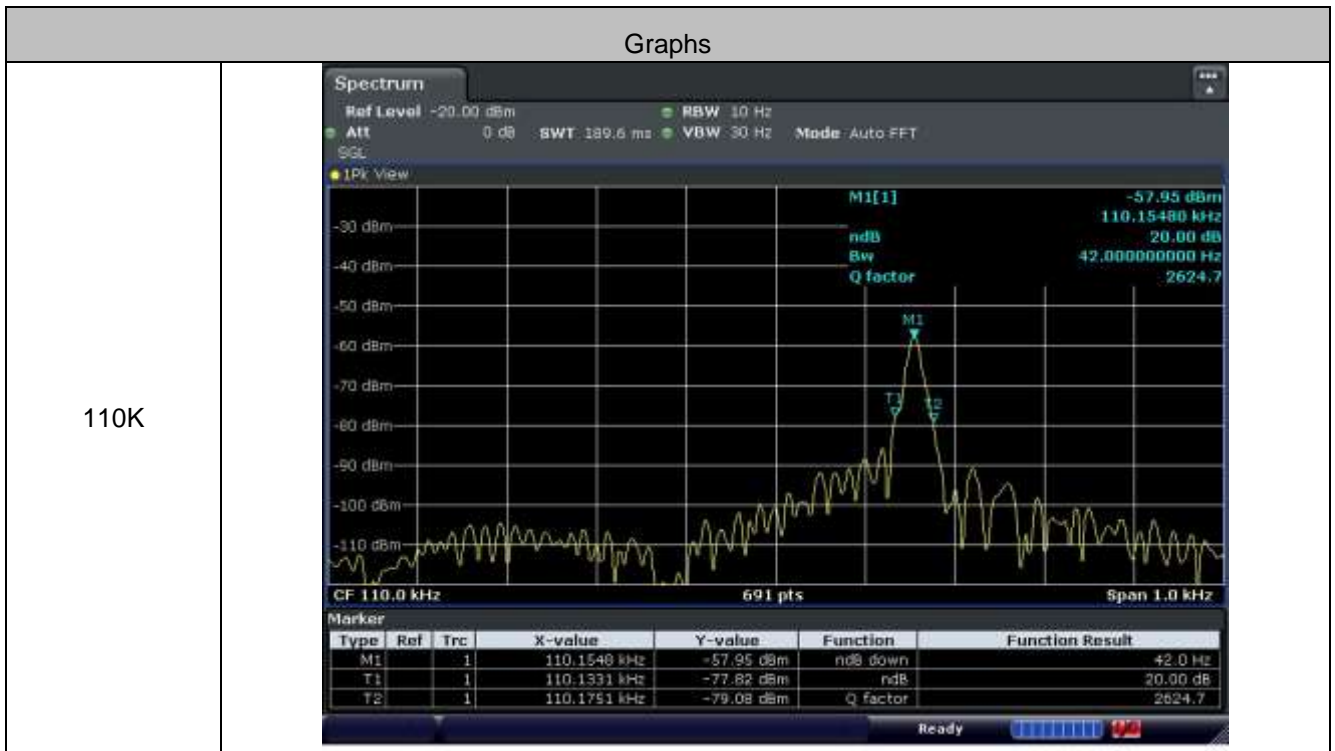 Graphs
110K
Spectrum
Ref Level -20.00 dBm RBW 10 Hz
Att 0 dB SWT 189.6 ms VBW 30 Hz Mode Auto FFT
SGL
1Pk View
M1[1] -57.95 dBm
110.15480 kHz
ndB 20.00 dB
Bw 42.000000000 Hz
Q factor 2624.7
-30 dBm
-40 dBm
-50 dBm
M1
-60 dBm
-70 dBm
T1 T2
-80 dBm
-90 dBm
-100 dBm
-110 dBm
CF 110.0 kHz 691 pts Span 1.0 kHz
Marker
Type Ref Trc X-value Y-value Function Function Result
M1 1 110.1548 kHz -57.95 dBm ndB down 42.0 Hz
T1 1 110.1331 kHz -77.82 dBm ndB 20.00 dB
T2 1 110.1751 kHz -79.08 dBm Q factor 2624.7
Ready